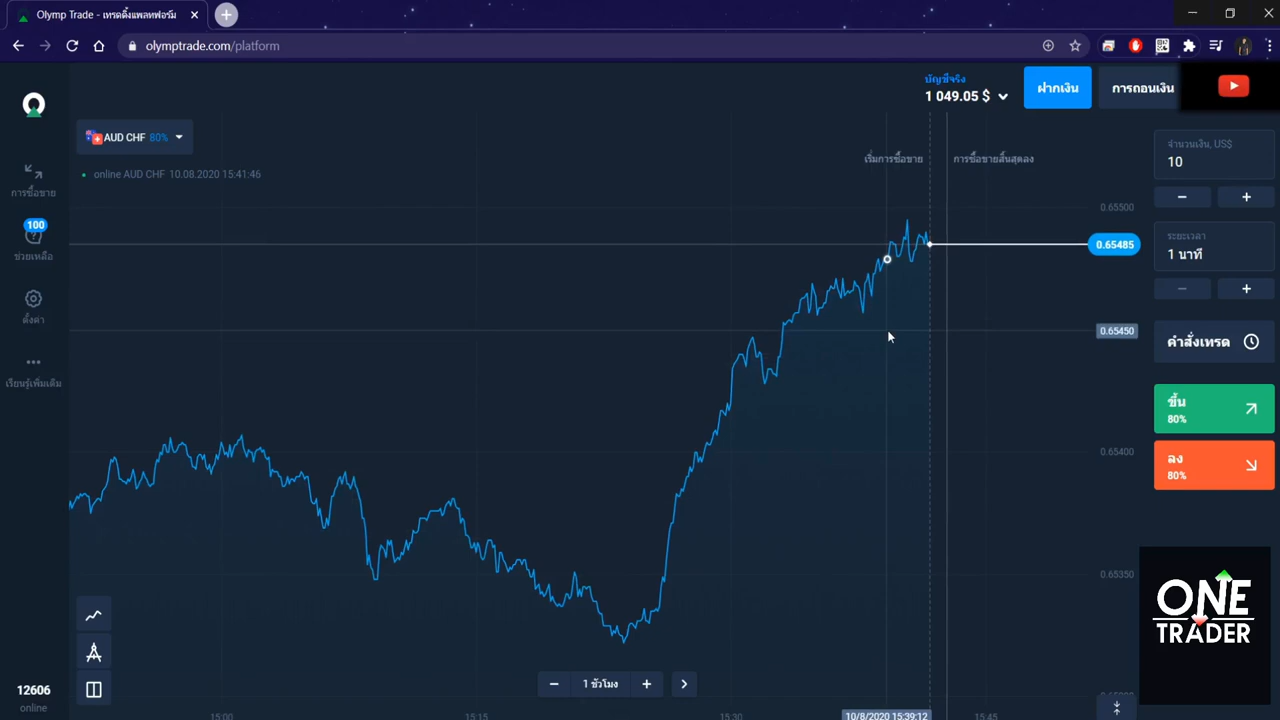 Olymp Trade - เทรดดิ้งแพลทฟอร์ม
olymptrade.com/platform
บัญชีจริง
1 049.05 $
ฝากเงิน
การถอนเงิน
AUD CHF 80%
online AUD CHF 10.08.2020 15:41:46
เริ่มการซื้อขาย
การซื้อขายสิ้นสุดลง
จำนวนเงิน, US$
10
การซื้อขาย
100
ช่วยเหลือ
ตั้งค่า
เรียนรู้เพิ่มเติม
0.65500
0.65485
0.65450
0.65400
0.65350
ระยะเวลา
1 นาที
คำสั่งเทรด
ขึ้น
80%
ลง
80%
ONE
TRADER
1 ชั่วโมง
12606
online
15:00
15:15
15:30
10/8/2020 15:39:12
15:45